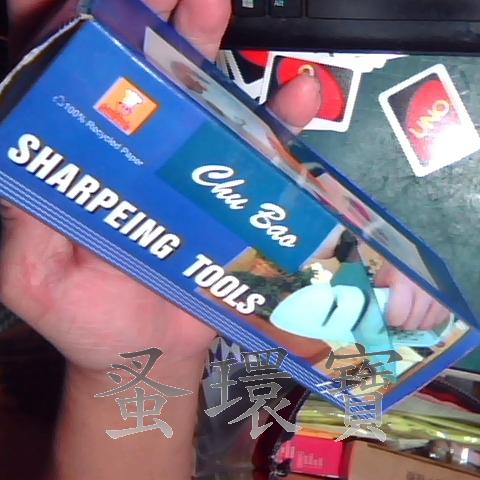 100% Recycled Paper
Chu Bao
SHARPEING TOOLS
UNO
蚤環寶